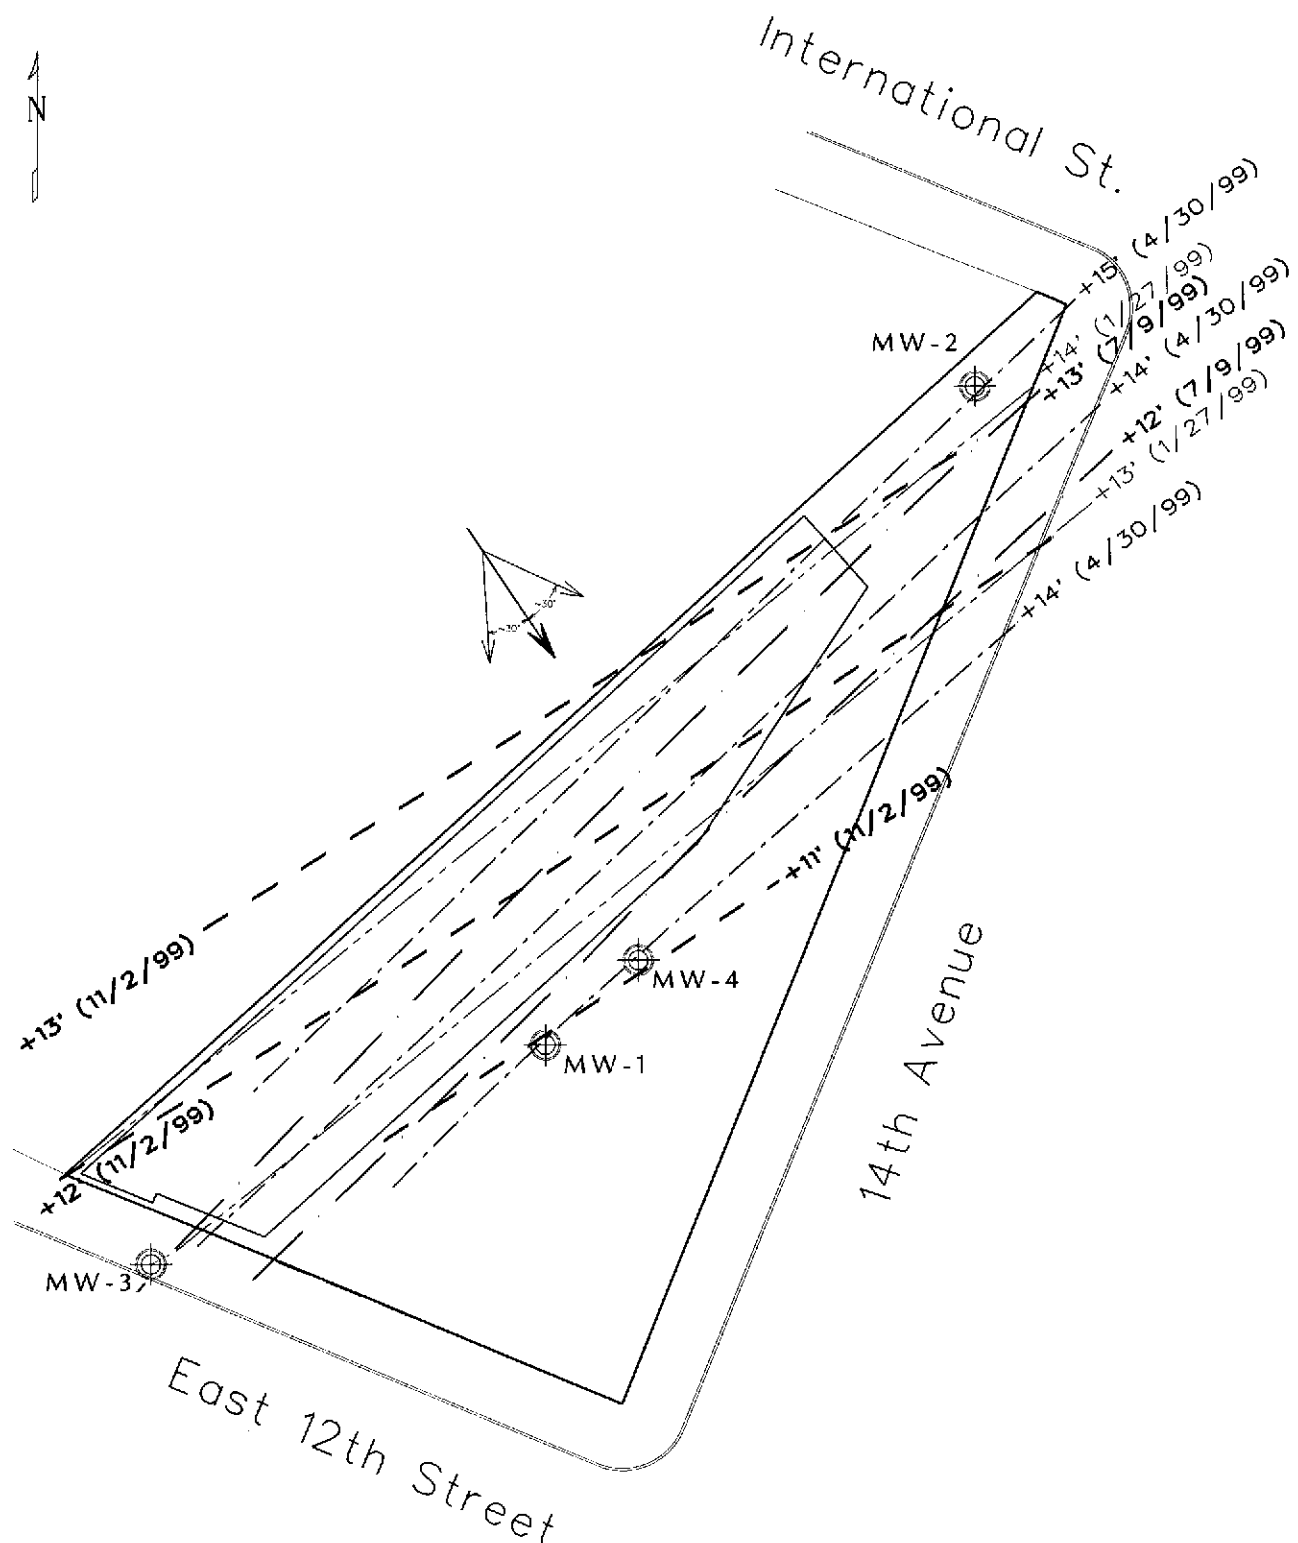 International St.
N
+15' (4/30/99)
+14' (1/27/99)
+13' (7/9/99)
+14' (4/30/99)
MW-2
+12' (7/9/99)
+13' (1/27/99)
+14' (4/30/99)
~30°
~30°
+11' (11/2/99)
+13' (11/2/99)
MW-4
MW-1
14th Avenue
+12' (11/2/99)
MW-3
East 12th Street